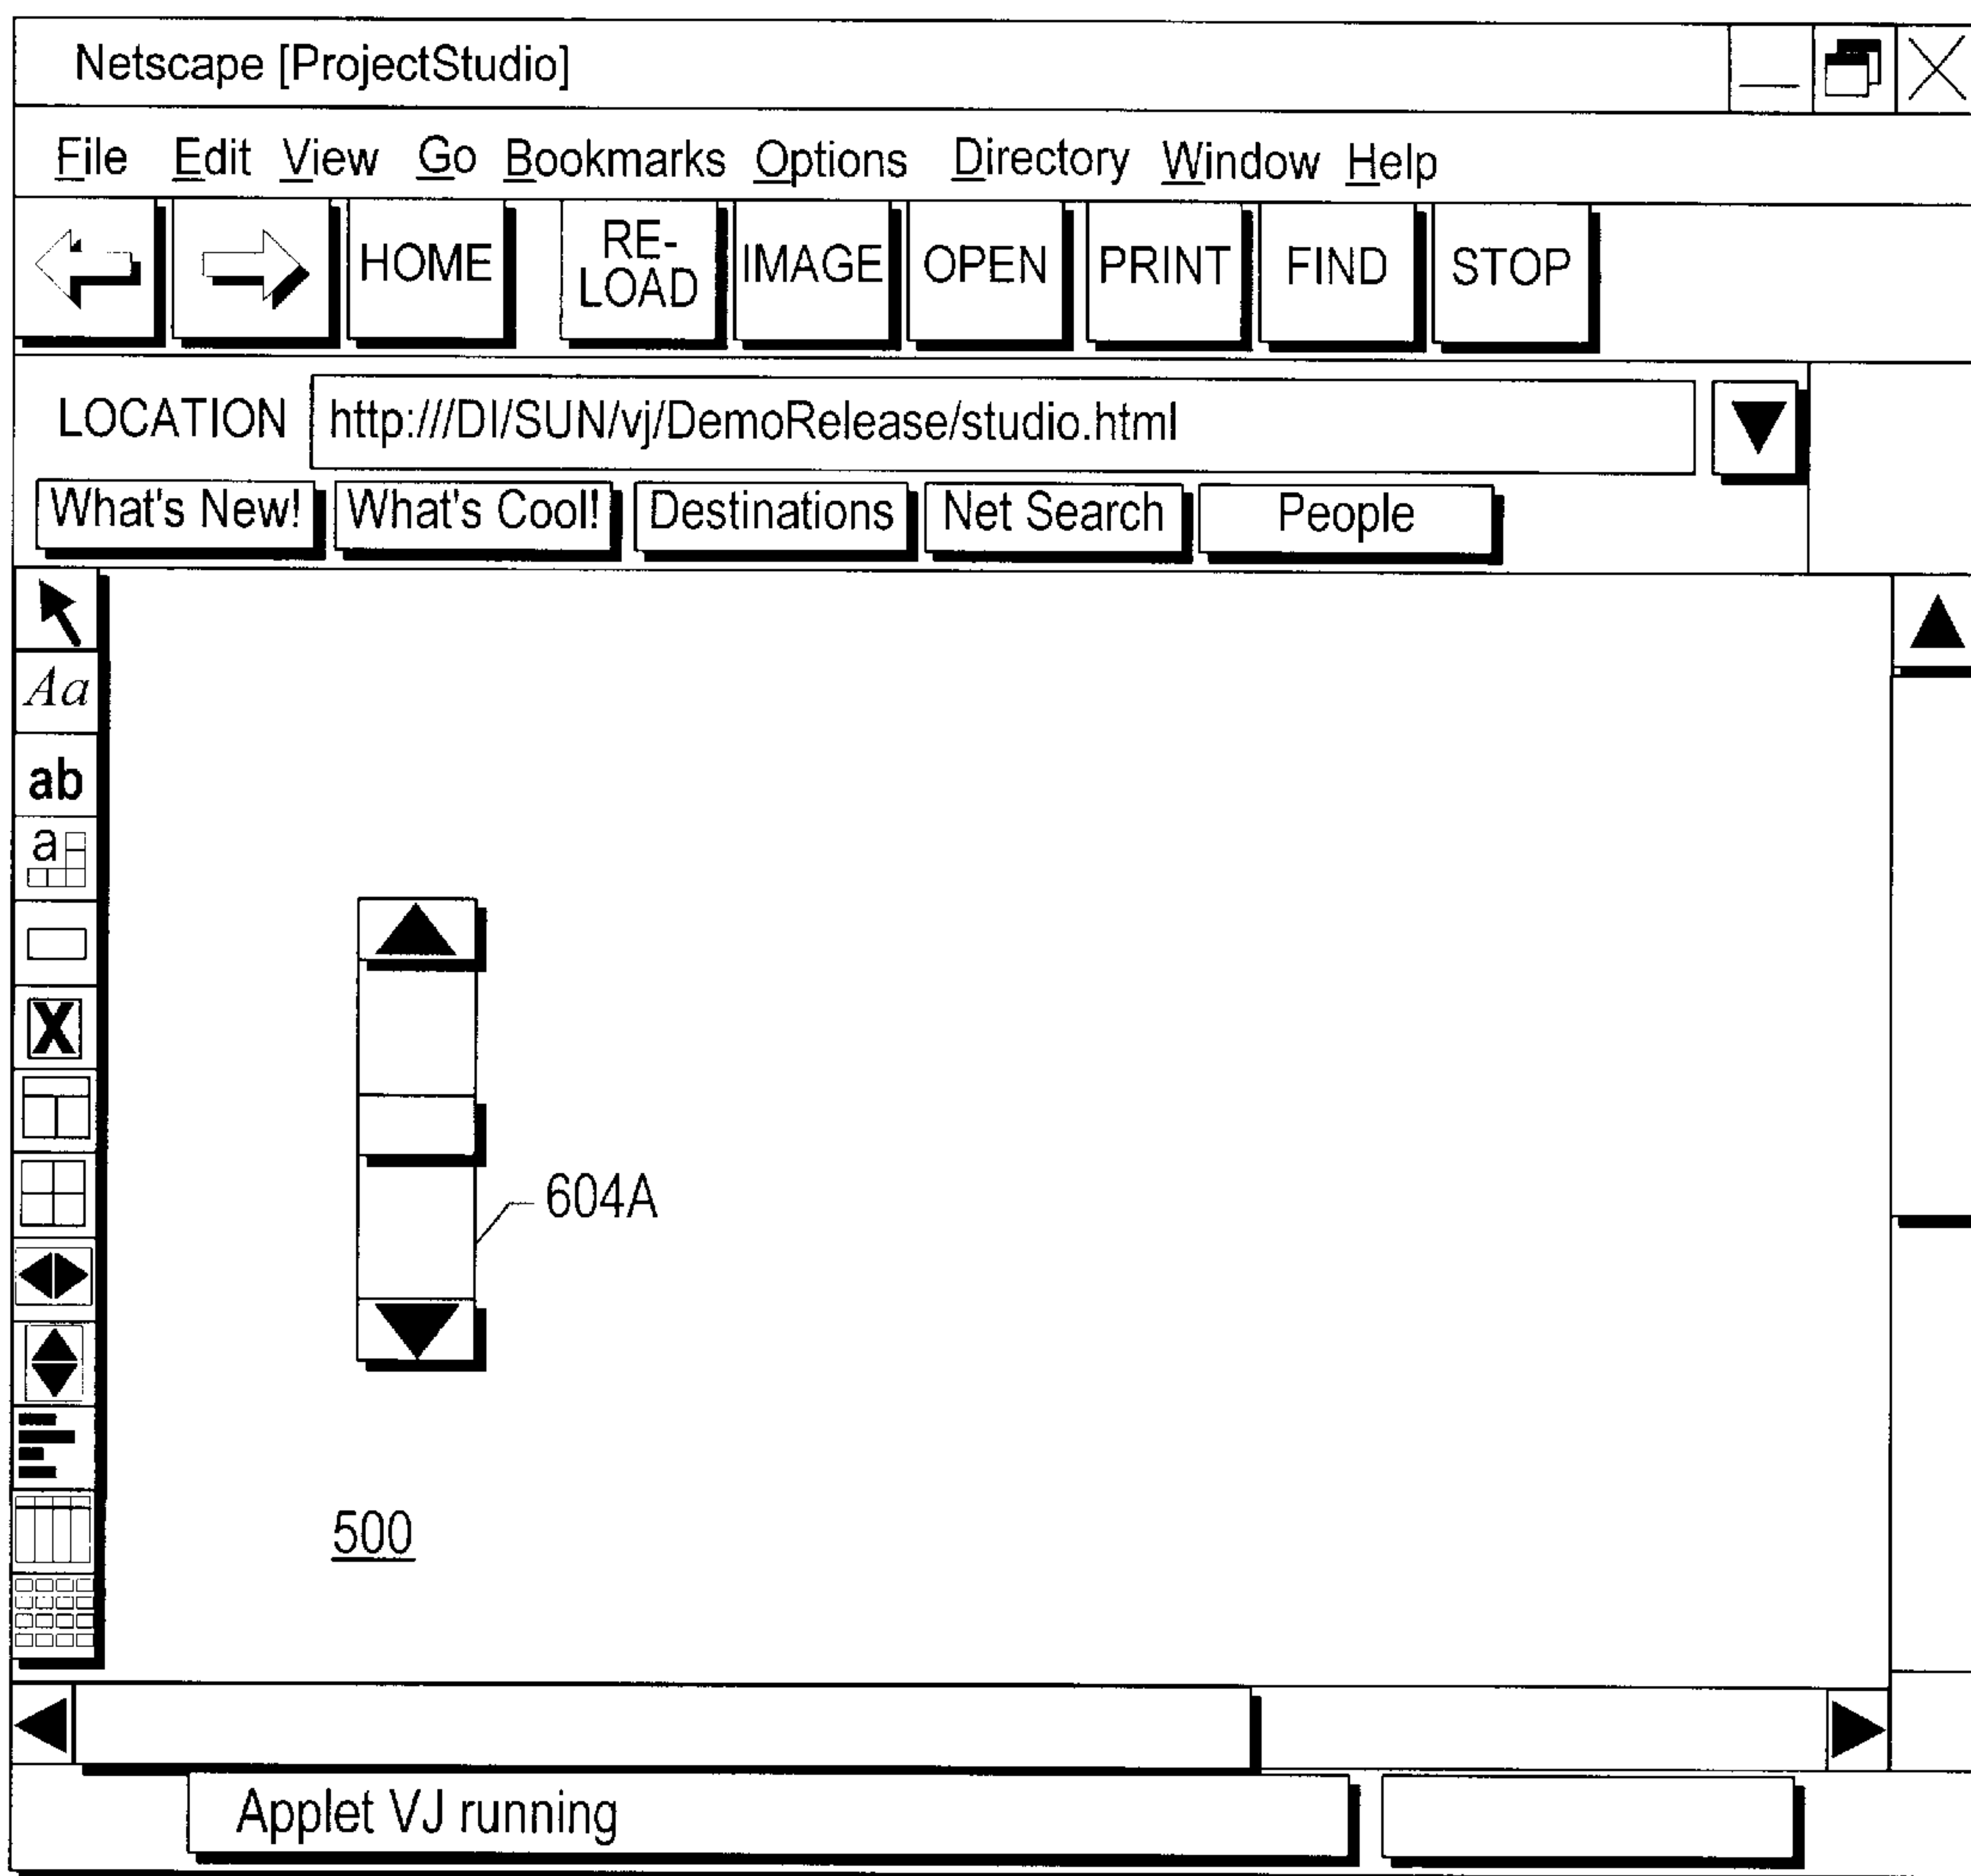 Netscape [ProjectStudio]
File Edit View Go Bookmarks Options Directory Window Help
HOME RE-LOAD IMAGE OPEN PRINT FIND STOP
LOCATION http:///DI/SUN/vj/DemoRelease/studio.html
What's New! What's Cool! Destinations Net Search People
Aa
ab
a
X
604A
500
Applet VJ running